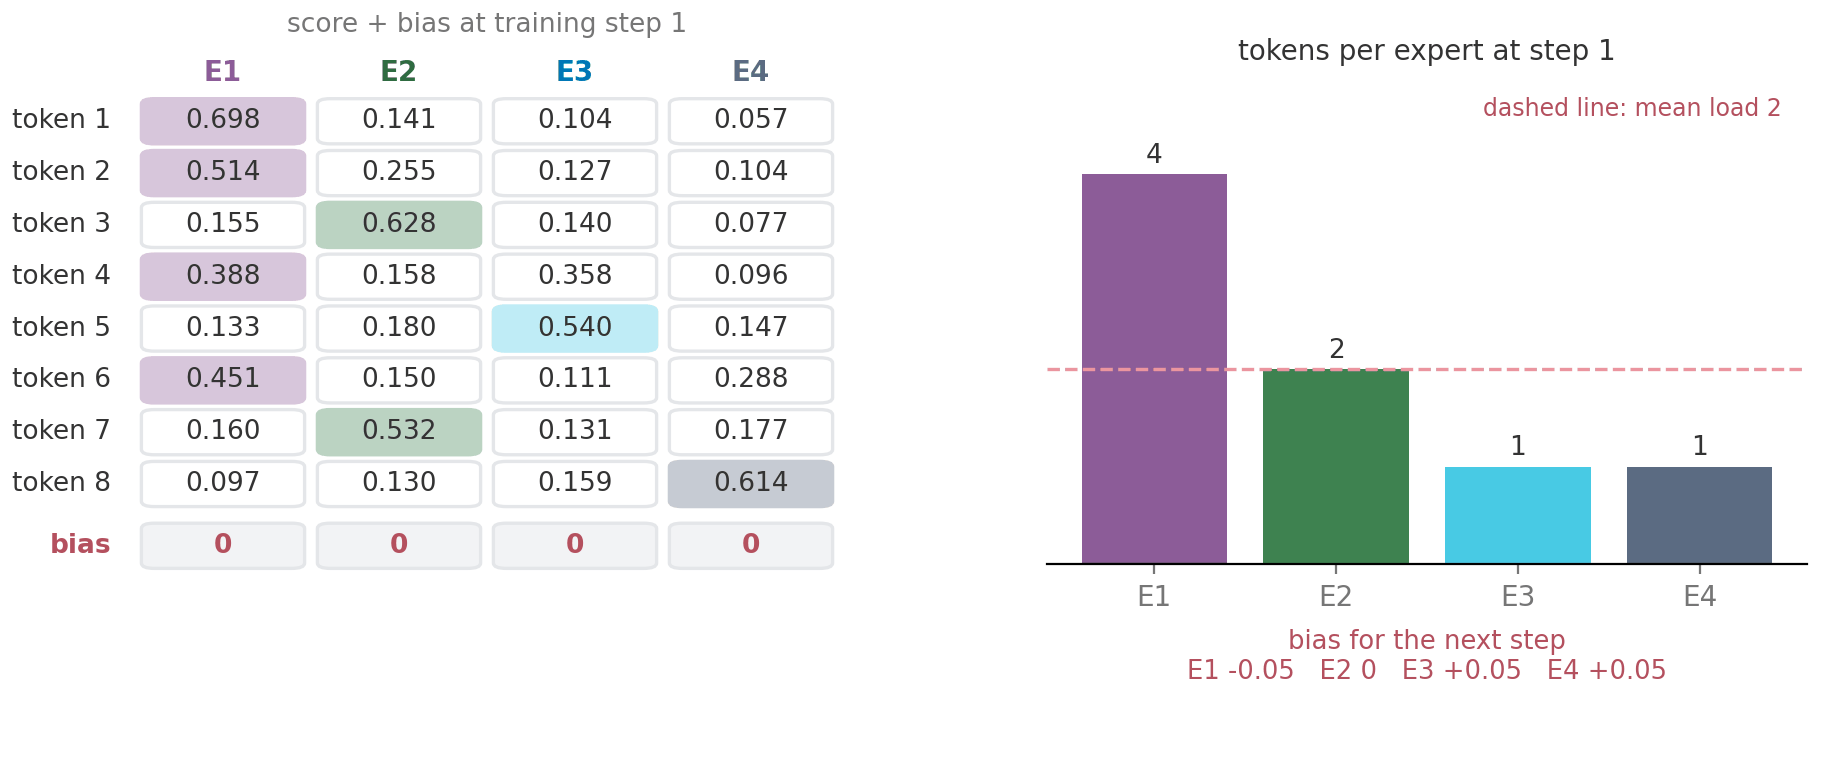 score + bias at training step 1
E1 E2 E3 E4
token 1 0.698 0.141 0.104 0.057
token 2 0.514 0.255 0.127 0.104
token 3 0.155 0.628 0.140 0.077
token 4 0.388 0.158 0.358 0.096
token 5 0.133 0.180 0.540 0.147
token 6 0.451 0.150 0.111 0.288
token 7 0.160 0.532 0.131 0.177
token 8 0.097 0.130 0.159 0.614
bias 0 0 0 0
tokens per expert at step 1
dashed line: mean load 2
4
2
1 1
E1 E2 E3 E4
bias for the next step
E1 -0.05 E2 0 E3 +0.05 E4 +0.05